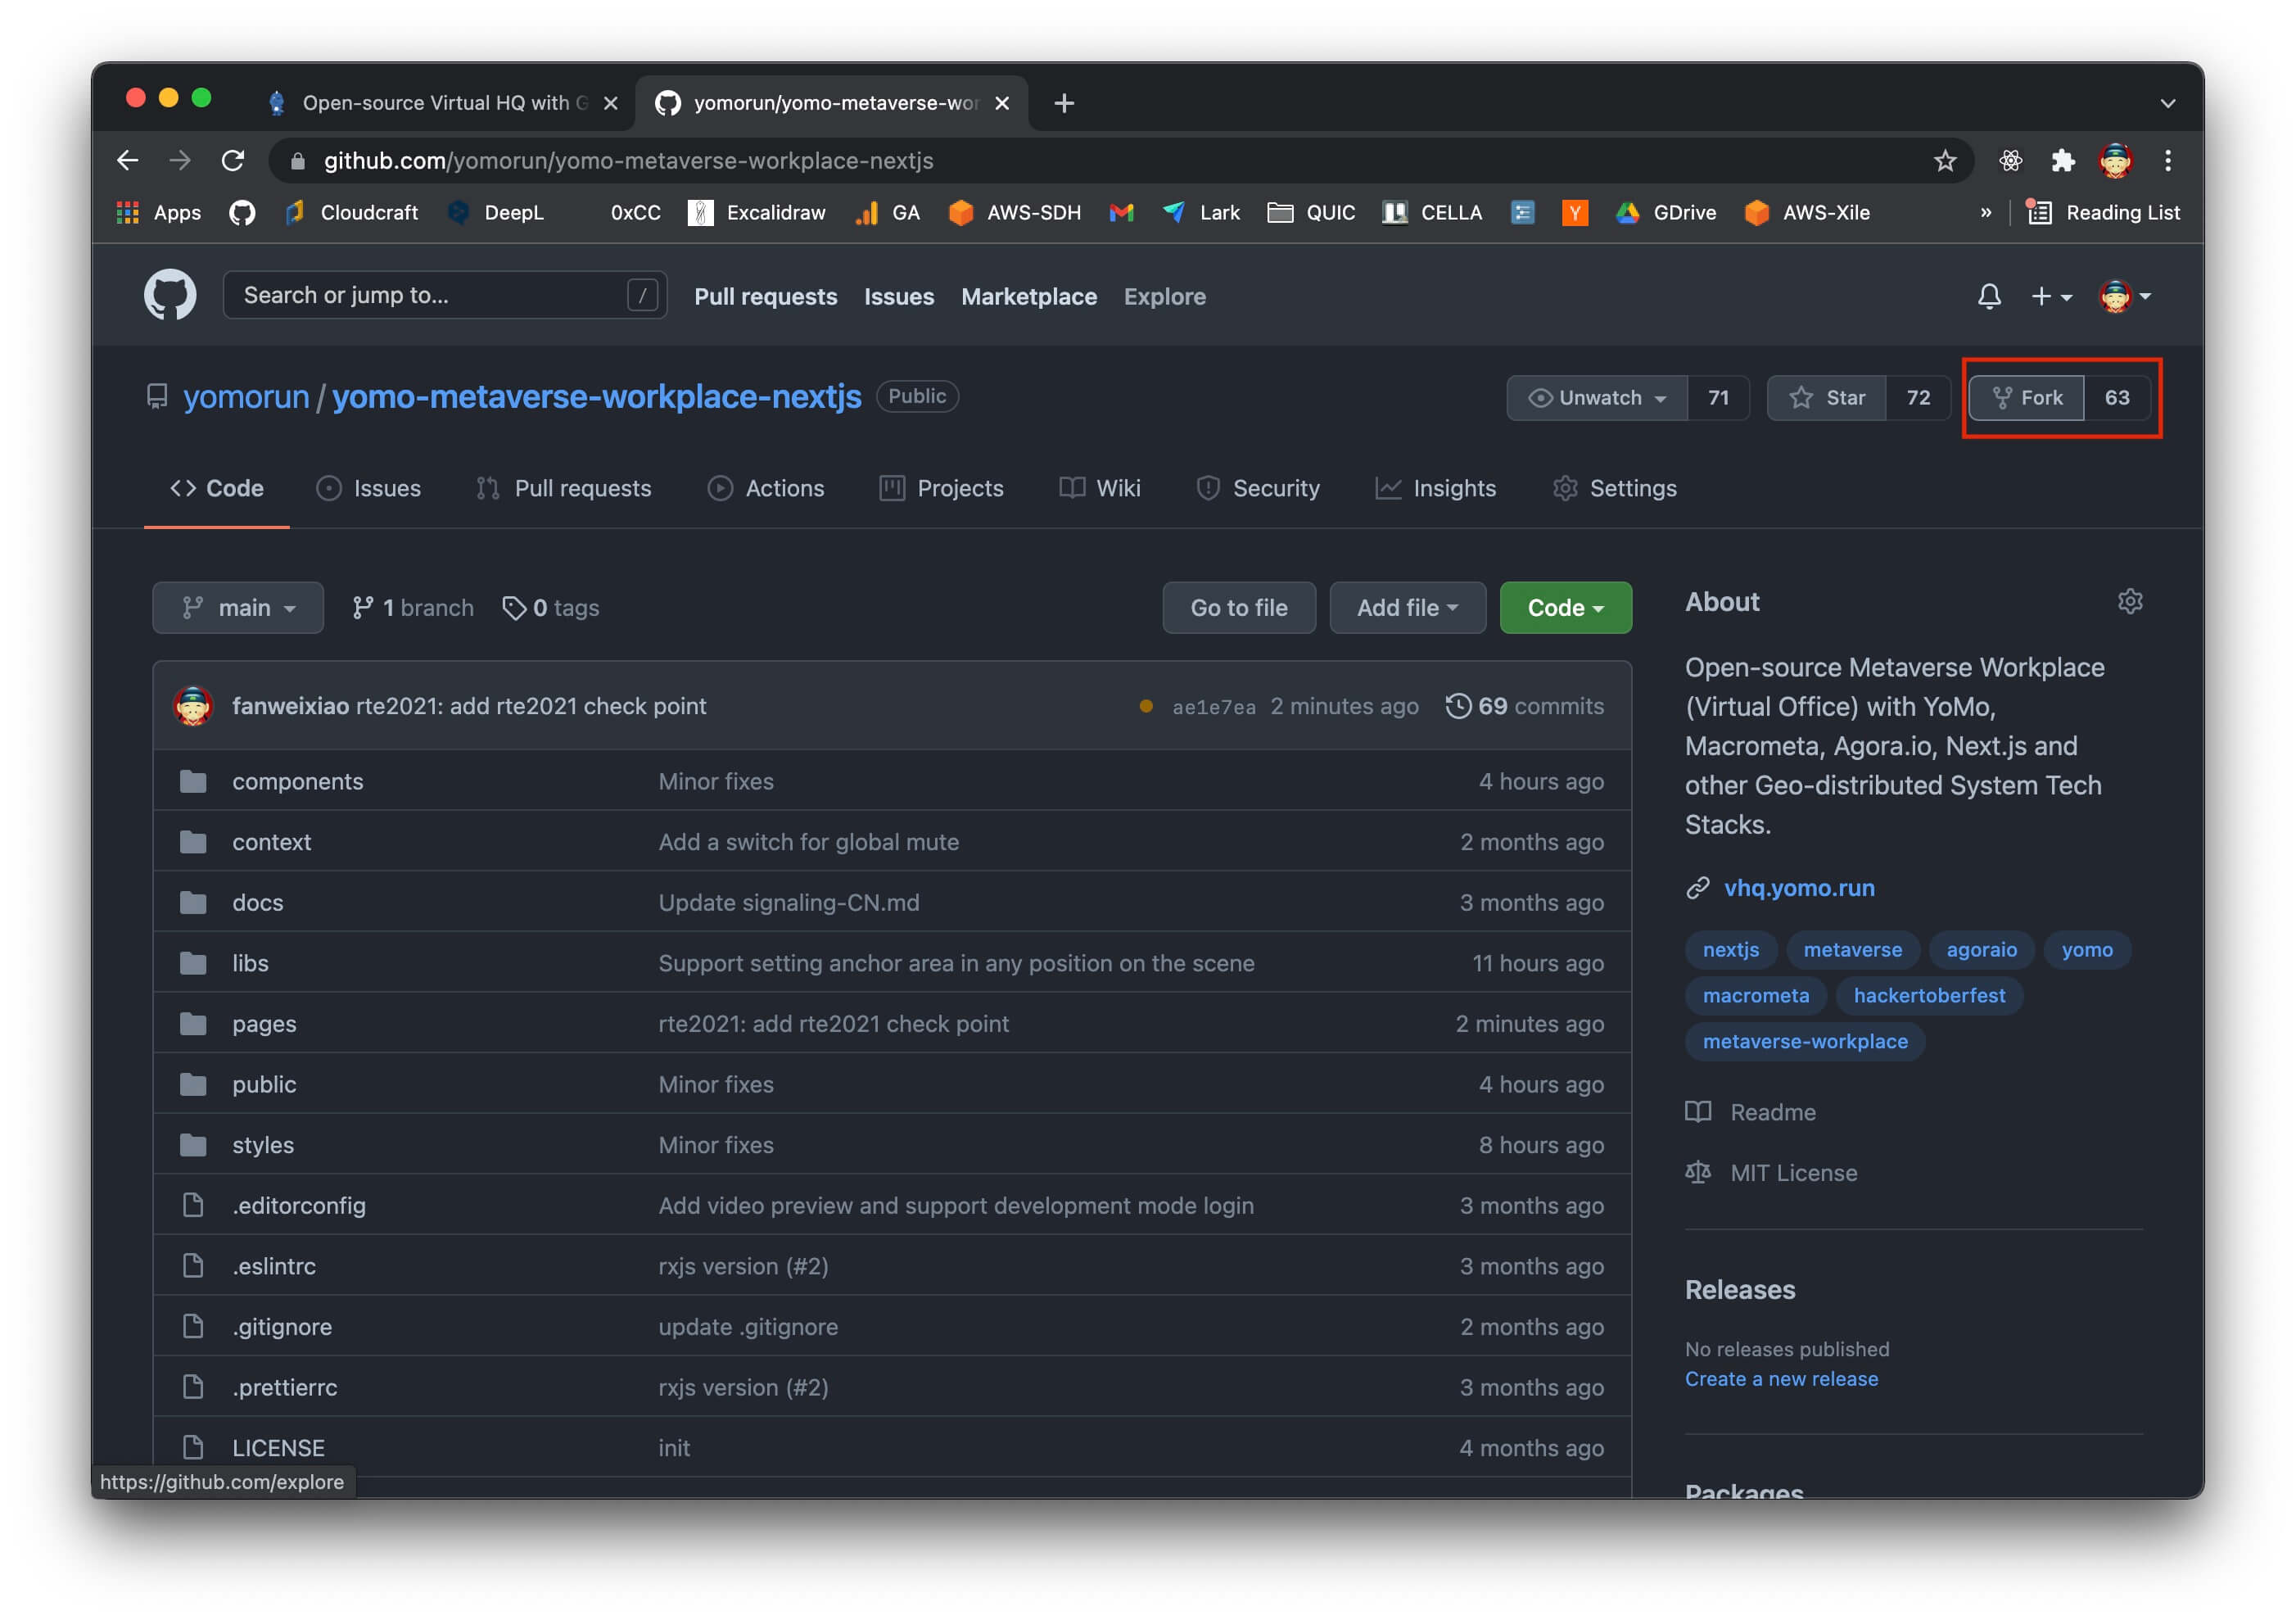 Open-source Virtual HQ with G
yomorun/yomo-metaverse-wor
github.com/yomorun/yomo-metaverse-workplace-nextjs
Apps Cloudcraft DeepL 0xCC Excalidraw GA AWS-SDH Lark QUIC CELLA GDrive AWS-Xile » Reading List
Search or jump to... / Pull requests Issues Marketplace Explore
yomorun / yomo-metaverse-workplace-nextjs Public Unwatch 71 Star 72 Fork 63
Code Issues Pull requests Actions Projects Wiki Security Insights Settings
main 1 branch 0 tags Go to file Add file Code
fanweixiao rte2021: add rte2021 check point ae1e7ea 2 minutes ago 69 commits
components Minor fixes 4 hours ago
context Add a switch for global mute 2 months ago
docs Update signaling-CN.md 3 months ago
libs Support setting anchor area in any position on the scene 11 hours ago
pages rte2021: add rte2021 check point 2 minutes ago
public Minor fixes 4 hours ago
styles Minor fixes 8 hours ago
.editorconfig Add video preview and support development mode login 3 months ago
.eslintrc rxjs version (#2) 3 months ago
.gitignore update .gitignore 2 months ago
.prettierrc rxjs version (#2) 3 months ago
LICENSE init 4 months ago
https://github.com/explore
About
Open-source Metaverse Workplace
(Virtual Office) with YoMo,
Macrometa, Agora.io, Next.js and
other Geo-distributed System Tech
Stacks.
vhq.yomo.run
nextjs metaverse agoraio yomo
macrometa hackertoberfest
metaverse-workplace
Readme
MIT License
Releases
No releases published
Create a new release
Packages